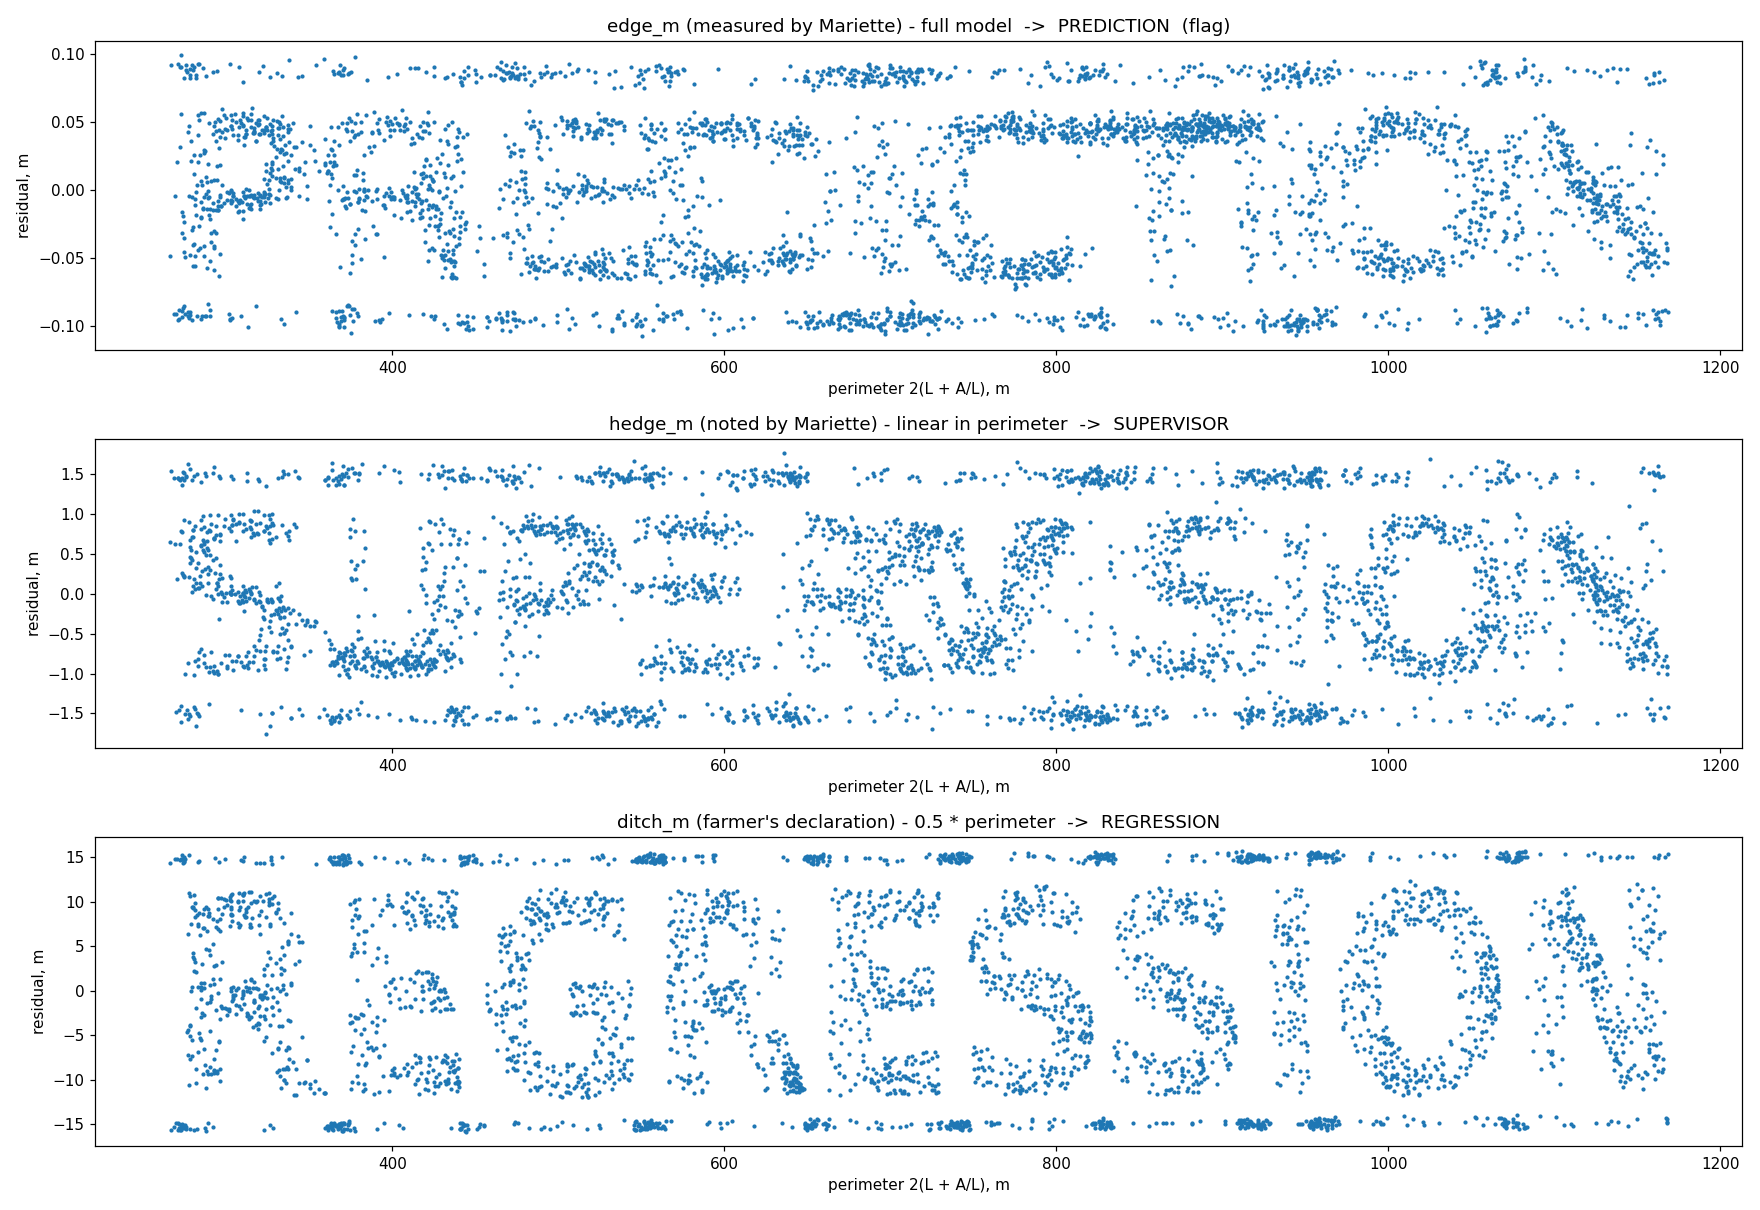 edge_m (measured by Mariette) - full model -> PREDICTION (flag)
0.10
0.05
0.00
−0.05
−0.10
residual, m
PREDICTION
400 600 800 1000 1200
perimeter 2(L + A/L), m
hedge_m (noted by Mariette) - linear in perimeter -> SUPERVISOR
1.5
1.0
0.5
0.0
−0.5
−1.0
−1.5
residual, m
SUPERVISION
400 600 800 1000 1200
perimeter 2(L + A/L), m
ditch_m (farmer's declaration) - 0.5 * perimeter -> REGRESSION
15
10
5
0
−5
−10
−15
residual, m
REGRESSION
400 600 800 1000 1200
perimeter 2(L + A/L), m